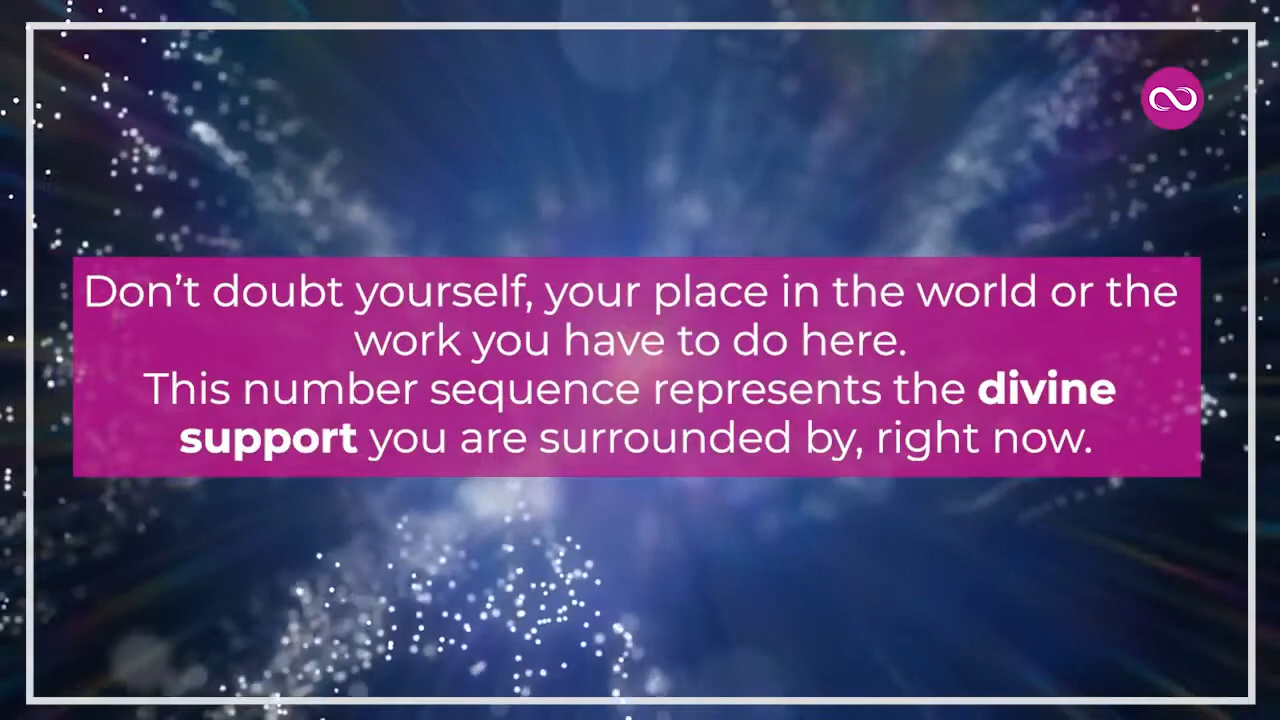 Don’t doubt yourself, your place in the world or the
work you have to do here.
This number sequence represents the divine
support you are surrounded by, right now.